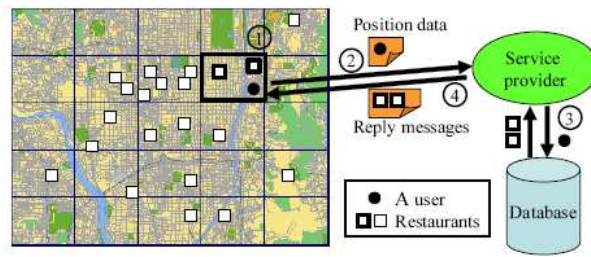 Position data
①
②
Service
provider
④
Reply messages
③
A user
Restaurants
Database